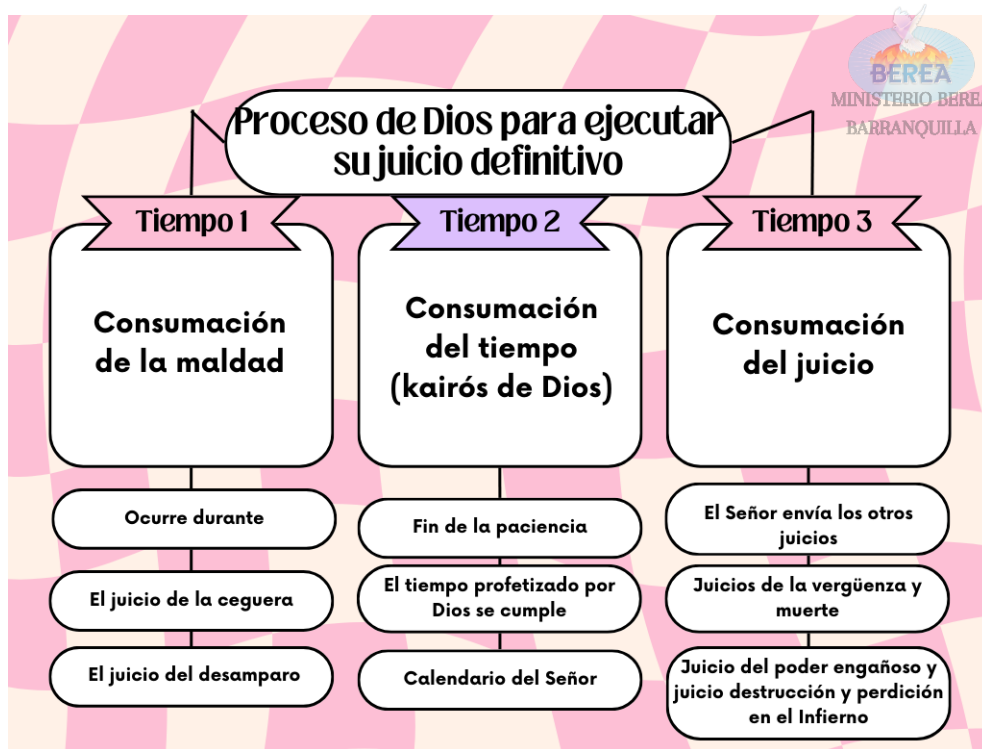 BEREA
MINISTERIO BEREA
BARRANQUILLA
Proceso de Dios para ejecutar
su juicio definitivo
Tiempo 1
Consumación
de la maldad
Ocurre durante
El juicio de la ceguera
El juicio del desamparo
Tiempo 2
Consumación
del tiempo
(kairós de Dios)
Fin de la paciencia
El tiempo profetizado por
Dios se cumple
Calendario del Señor
Tiempo 3
Consumación
del juicio
El Señor envía los otros
juicios
Juicios de la vergüenza y
muerte
Juicio del poder engañoso y
juicio destrucción y perdición
en el Infierno